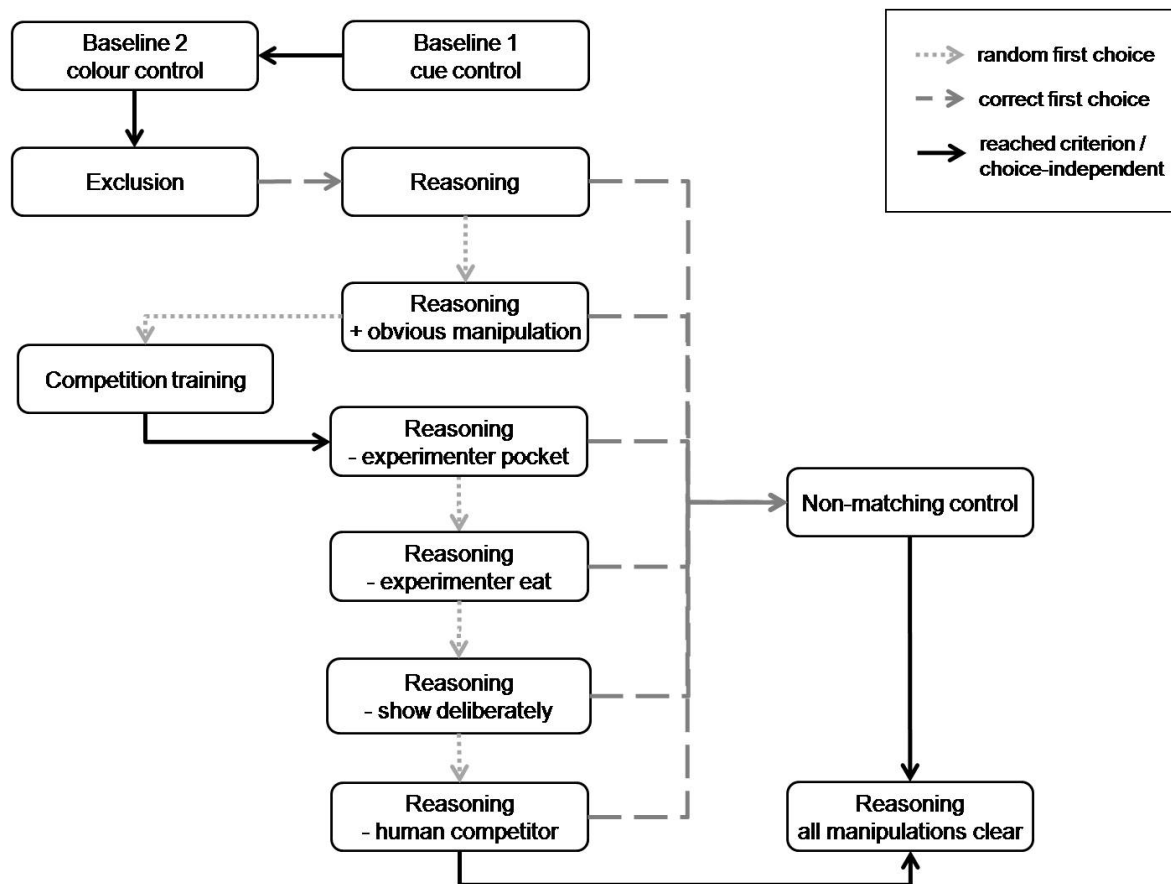 Baseline 2
colour control
Baseline 1
cue control
random first choice
correct first choice
reached criterion /
choice-independent
Exclusion
Reasoning
Reasoning
+ obvious manipulation
Competition training
Reasoning
- experimenter pocket
Non-matching control
Reasoning
- experimenter eat
Reasoning
- show deliberately
Reasoning
- human competitor
Reasoning
all manipulations clear